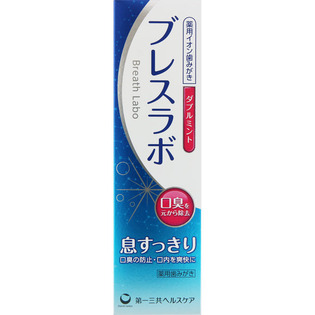 薬用イオン歯みがき
ブレスラボ
Breath Labo
ダブルミント
口臭を
元から除去
息すっきり
口臭の防止・口内を爽快に
薬用歯みがき
第一三共ヘルスケア